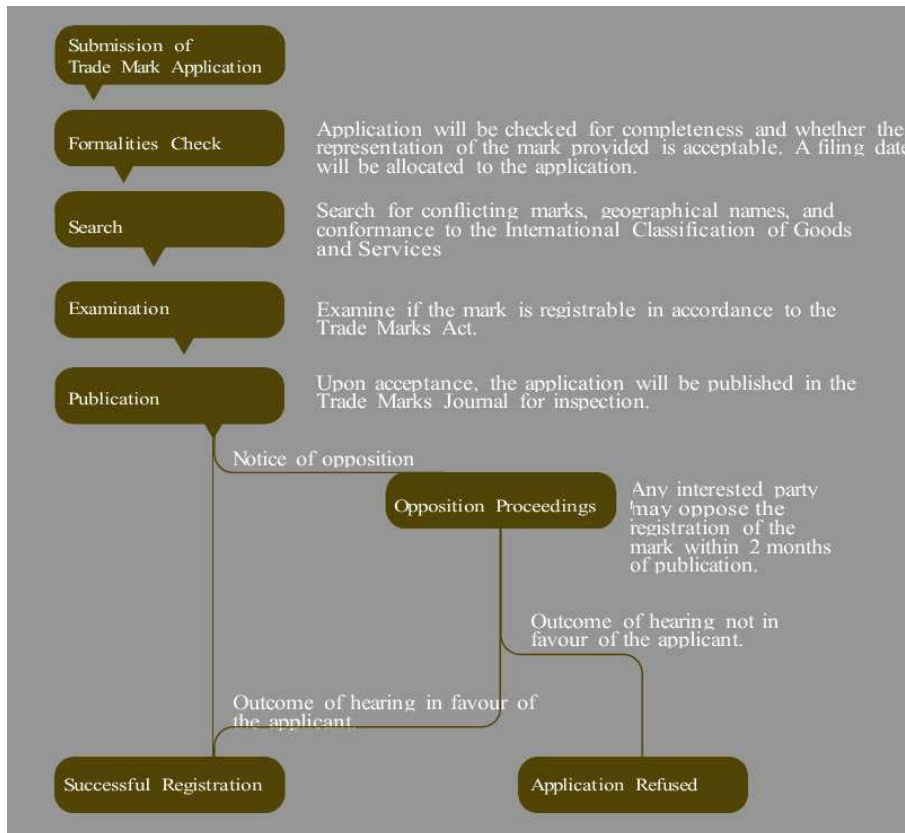 Submission of
Trade Mark Application
Formalities Check
Application will be checked for completeness and whether the
representation of the mark provided is acceptable. A filing date
will be allocated to the application.
Search
Search for conflicting marks, geographical names, and
conformance to the International Classification of Goods
and Services
Examination
Examine if the mark is registrable in accordance to the
Trade Marks Act.
Publication
Upon acceptance, the application will be published in the
Trade Marks Journal for inspection.
Notice of opposition
Opposition Proceedings
Any interested party
may oppose the
registration of the
mark within 2 months
of publication.
Outcome of hearing not in
favour of the applicant.
Outcome of hearing in favour of
the applicant.
Successful Registration
Application Refused